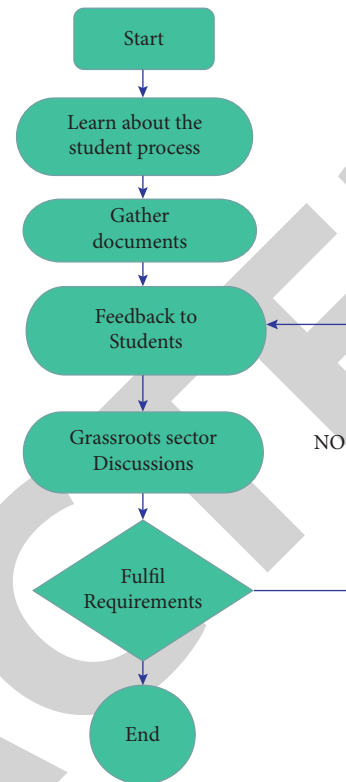 Start
Learn about the
student process
Gather
documents
Feedback to
Students
Grassroots sector
Discussions
NO
Fulfil
Requirements
End